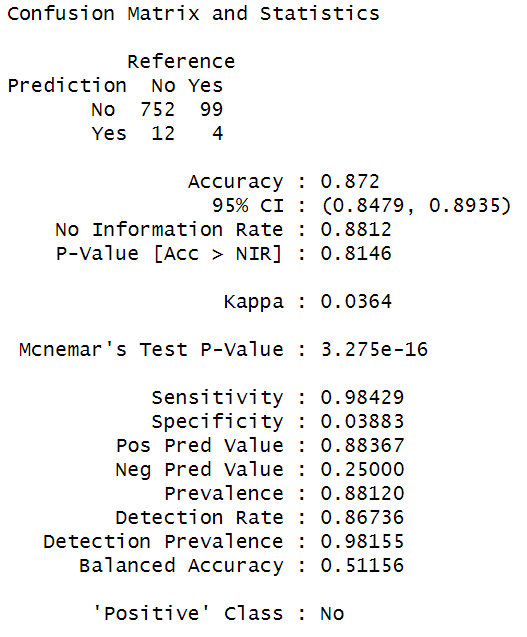 Confusion Matrix and Statistics
Reference
Prediction No Yes
No 752 99
Yes 12 4
Accuracy : 0.872
95% CI : (0.8479, 0.8935)
No Information Rate : 0.8812
P-Value [Acc > NIR] : 0.8146
Kappa : 0.0364
Mcnemar's Test P-Value : 3.275e-16
Sensitivity : 0.98429
Specificity : 0.03883
Pos Pred Value : 0.88367
Neg Pred Value : 0.25000
Prevalence : 0.88120
Detection Rate : 0.86736
Detection Prevalence : 0.98155
Balanced Accuracy : 0.51156
'Positive' Class : No